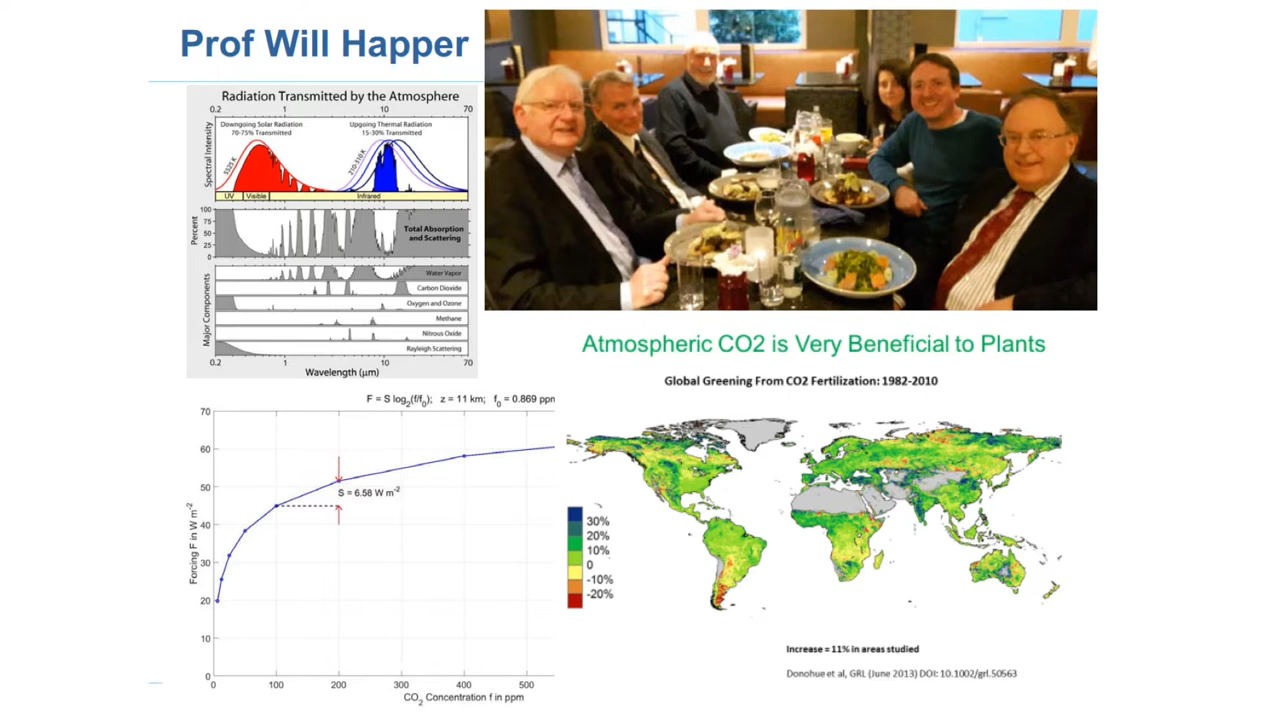 Prof Will Happer
Radiation Transmitted by the Atmosphere
0.2 1 10 70
Downgoing Solar Radiation
70-75% Transmitted
Upgoing Thermal Radiation
15-30% Transmitted
Spectral Intensity
5525 K
210-310 K
UV Visible Infrared
Percent
100
75
50
25
0
Total Absorption
and Scattering
Major Components
Water Vapor
Carbon Dioxide
Oxygen and Ozone
Methane
Nitrous Oxide
Rayleigh Scattering
0.2 1 10 70
Wavelength (μm)
Atmospheric CO2 is Very Beneficial to Plants
Global Greening From CO2 Fertilization: 1982-2010
30%
20%
10%
0
-10%
-20%
Increase = 11% in areas studied
Donohue et al, GRL (June 2013) DOI: 10.1002/grl.50563
F = S log₂(f/f₀); z = 11 km; f₀ = 0.869 ppm
Forcing F in W m⁻²
70
60
50
40
30
20
10
0
S = 6.58 W m⁻²
0 100 200 300 400 500
CO₂ Concentration f in ppm